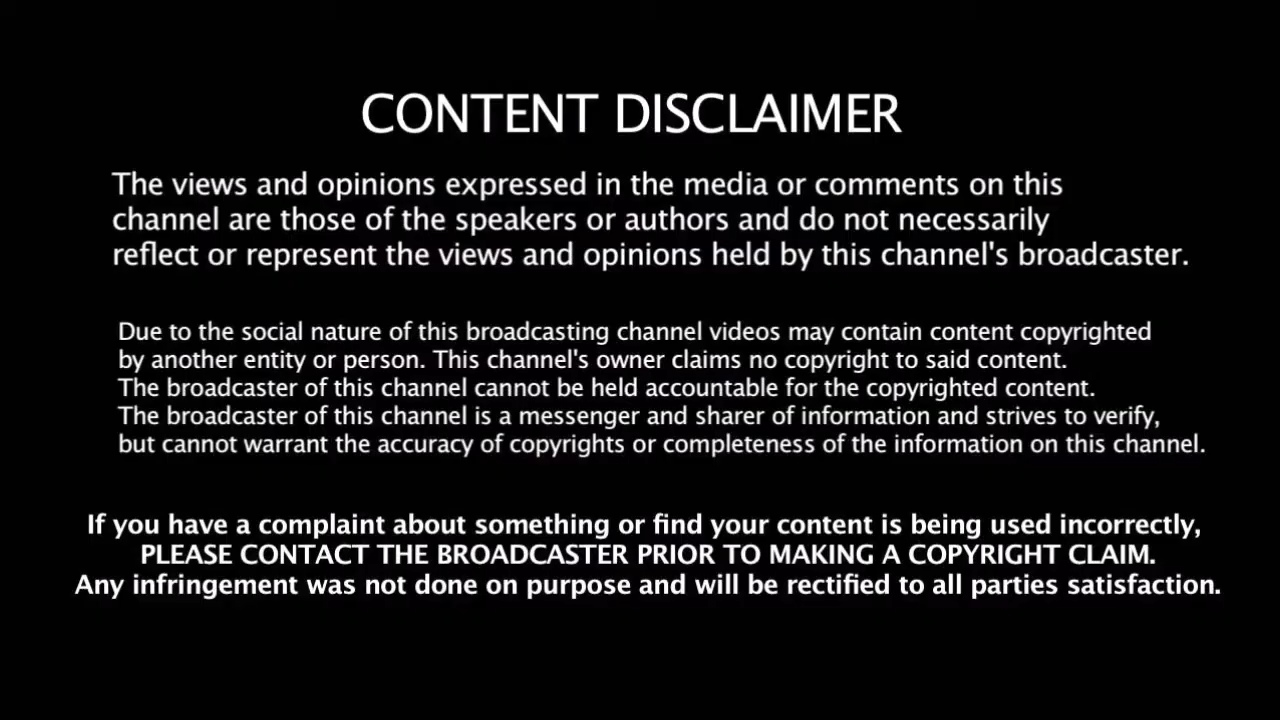 CONTENT DISCLAIMER
The views and opinions expressed in the media or comments on this
channel are those of the speakers or authors and do not necessarily
reflect or represent the views and opinions held by this channel's broadcaster.
Due to the social nature of this broadcasting channel videos may contain content copyrighted
by another entity or person. This channel's owner claims no copyright to said content.
The broadcaster of this channel cannot be held accountable for the copyrighted content.
The broadcaster of this channel is a messenger and sharer of information and strives to verify,
but cannot warrant the accuracy of copyrights or completeness of the information on this channel.
If you have a complaint about something or find your content is being used incorrectly,
PLEASE CONTACT THE BROADCASTER PRIOR TO MAKING A COPYRIGHT CLAIM.
Any infringement was not done on purpose and will be rectified to all parties satisfaction.